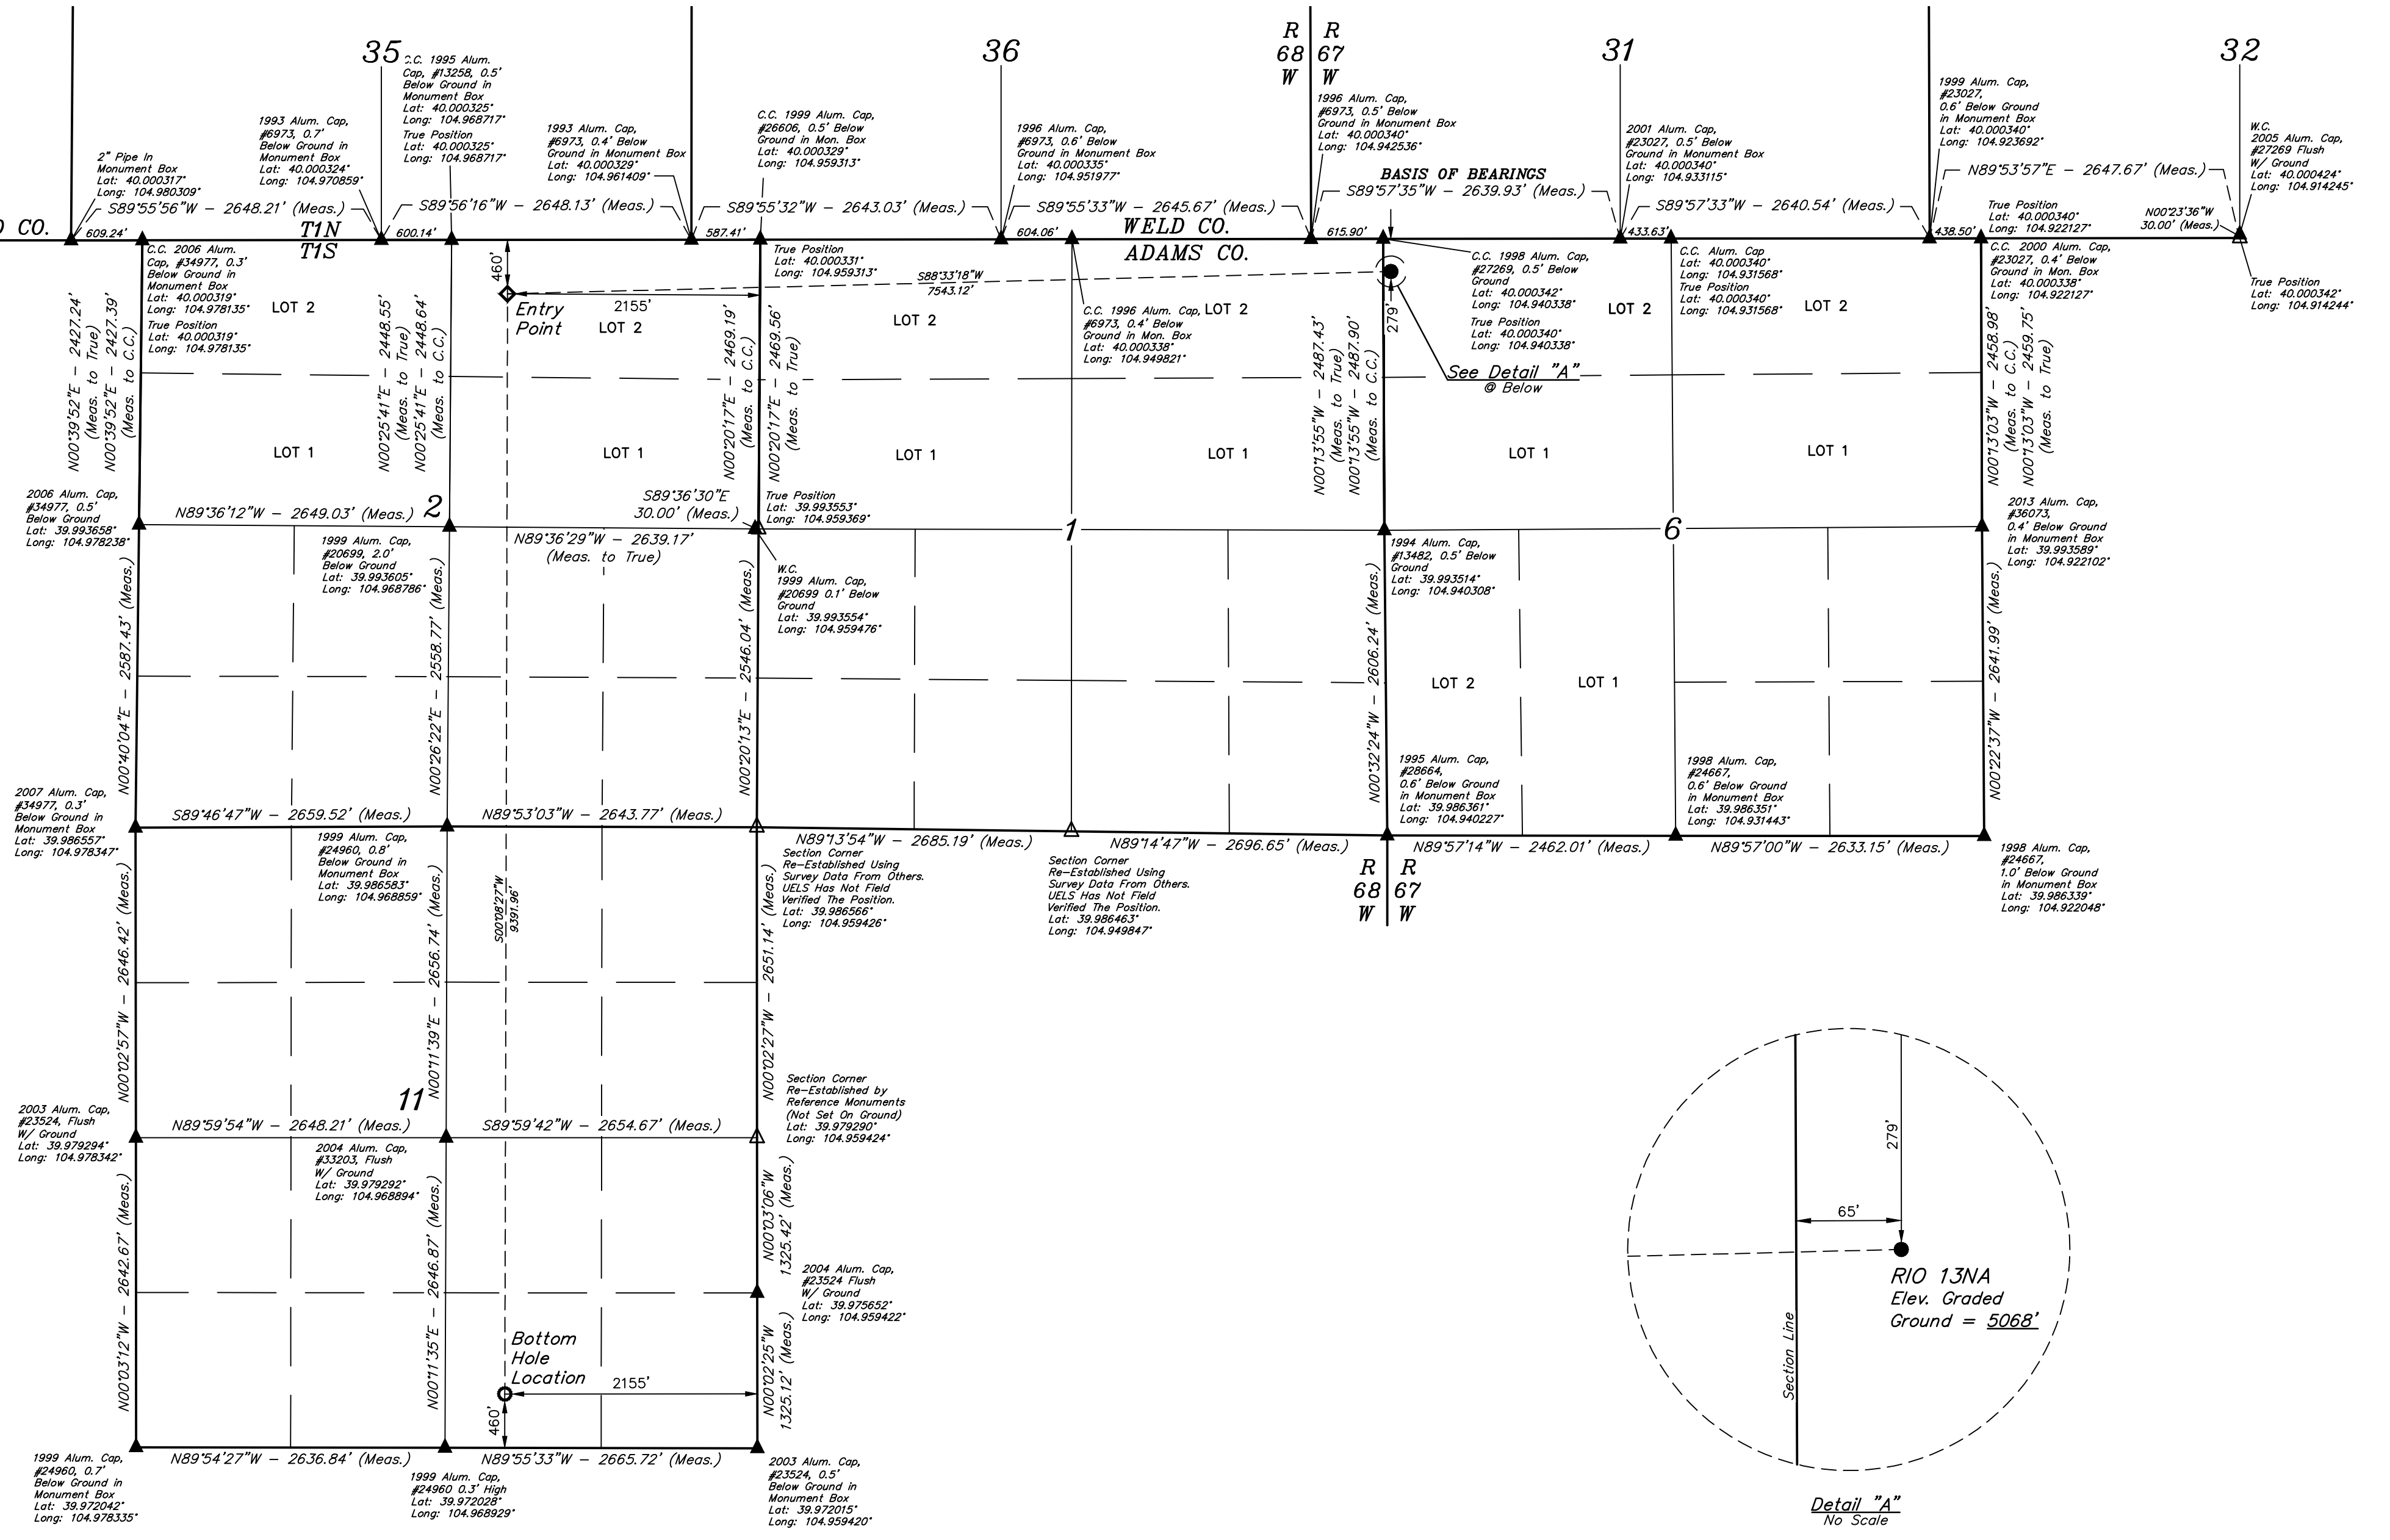 35
36
R R
68 67
W W
31
32
2" Pipe In
Monument Box
Lat: 40.000317°
Long: 104.980309°
1993 Alum. Cap,
#6973, 0.7'
Below Ground in
Monument Box
Lat: 40.000324°
Long: 104.970859°
C.C. 1995 Alum.
Cap, #13258, 0.5'
Below Ground in
Monument Box
Lat: 40.000325°
Long: 104.968717°
True Position
Lat: 40.000325°
Long: 104.968717°
1993 Alum. Cap,
#6973, 0.4' Below
Ground in Monument Box
Lat: 40.000329°
Long: 104.961409°
C.C. 1999 Alum. Cap,
#26606, 0.5' Below
Ground in Mon. Box
Lat: 40.000329°
Long: 104.959313°
1996 Alum. Cap,
#6973, 0.6' Below
Ground in Monument Box
Lat: 40.000335°
Long: 104.951977°
1996 Alum. Cap,
#6973, 0.5' Below
Ground in Monument Box
Lat: 40.000340°
Long: 104.942536°
2001 Alum. Cap,
#23027, 0.5' Below
Ground in Monument Box
Lat: 40.000340°
Long: 104.933115°
1999 Alum. Cap,
#23027,
0.6' Below Ground
in Monument Box
Lat: 40.000340°
Long: 104.923692°
W.C.
2005 Alum. Cap,
#27269 Flush
W/ Ground
Lat: 40.000424°
Long: 104.914245°
BASIS OF BEARINGS
S89°55'56"W - 2648.21' (Meas.)
S89°56'16"W - 2648.13' (Meas.)
S89°55'32"W - 2643.03' (Meas.)
S89°55'33"W - 2645.67' (Meas.)
S89°57'35"W - 2639.93' (Meas.)
S89°57'33"W - 2640.54' (Meas.)
N89°53'57"E - 2647.67' (Meas.)
True Position
Lat: 40.000340°
Long: 104.922127°
N00°23'36"W
30.00' (Meas.)
CO.
609.24'
T1N
T1S
600.14'
587.41'
604.06'
WELD CO.
ADAMS CO.
615.90'
433.63'
438.50'
C.C. 2006 Alum.
Cap, #34977, 0.3'
Below Ground in
Monument Box
Lat: 40.000319°
Long: 104.978135°
True Position
Lat: 40.000319°
Long: 104.978135°
460'
True Position
Lat: 40.000331°
Long: 104.959313°
S88°33'18"W
7543.12'
C.C. 1996 Alum. Cap,
#6973, 0.4' Below
Ground in Mon. Box
Lat: 40.000338°
Long: 104.949821°
C.C. 1998 Alum. Cap,
#27269, 0.5' Below
Ground
Lat: 40.000342°
Long: 104.940338°
True Position
Lat: 40.000340°
Long: 104.940338°
C.C. Alum. Cap
Lat: 40.000340°
Long: 104.931568°
True Position
Lat: 40.000340°
Long: 104.931568°
C.C. 2000 Alum. Cap,
#23027, 0.4' Below
Ground in Mon. Box
Lat: 40.000338°
Long: 104.922127°
True Position
Lat: 40.000342°
Long: 104.914244°
Entry
Point
2155'
279'
LOT 2
LOT 2
LOT 2
LOT 2
LOT 2
LOT 2
See Detail "A"
@ Below
N00°39'52"E - 2427.24'
(Meas. to True)
N00°39'52"E - 2427.39'
(Meas. to C.C.)
N00°25'41"E - 2448.55'
(Meas. to True)
N00°25'41"E - 2448.64'
(Meas. to C.C.)
N00°20'17"E - 2469.19'
(Meas. to C.C.)
N00°20'17"E - 2469.56'
(Meas. to True)
N00°13'55"W - 2487.43'
(Meas. to True)
N00°13'55"W - 2487.90'
(Meas. to C.C.)
N00°13'03"W - 2458.98'
(Meas. to C.C.)
N00°13'03"W - 2459.75'
(Meas. to True)
LOT 1
LOT 1
LOT 1
LOT 1
LOT 1
LOT 1
2006 Alum. Cap,
#34977, 0.5'
Below Ground
Lat: 39.993658°
Long: 104.978238°
N89°36'12"W - 2649.03' (Meas.)
2
S89°36'30"E
30.00' (Meas.)
True Position
Lat: 39.993553°
Long: 104.959369°
N89°36'29"W - 2639.17'
(Meas. to True)
1
6
1999 Alum. Cap,
#20699, 2.0'
Below Ground
Lat: 39.993605°
Long: 104.968786°
W.C.
1999 Alum. Cap,
#20699 0.1' Below
Ground
Lat: 39.993554°
Long: 104.959476°
1994 Alum. Cap,
#13482, 0.5' Below
Ground
Lat: 39.993514°
Long: 104.940308°
2013 Alum. Cap,
#36073,
0.4' Below Ground
in Monument Box
Lat: 39.993589°
Long: 104.922102°
N00°40'04"E - 2587.43' (Meas.)
N00°26'22"E - 2558.77' (Meas.)
N00°20'13"E - 2546.04' (Meas.)
N00°32'24"W - 2606.24' (Meas.)
N00°22'37"W - 2641.99' (Meas.)
LOT 2
LOT 1
2007 Alum. Cap,
#34977, 0.3'
Below Ground in
Monument Box
Lat: 39.986557°
Long: 104.978347°
S89°46'47"W - 2659.52' (Meas.)
N89°53'03"W - 2643.77' (Meas.)
N89°13'54"W - 2685.19' (Meas.)
N89°14'47"W - 2696.65' (Meas.)
N89°57'14"W - 2462.01' (Meas.)
N89°57'00"W - 2633.15' (Meas.)
1995 Alum. Cap,
#28664,
0.6' Below Ground
in Monument Box
Lat: 39.986361°
Long: 104.940227°
1998 Alum. Cap,
#24667,
0.6' Below Ground
in Monument Box
Lat: 39.986351°
Long: 104.931443°
1999 Alum. Cap,
#24960, 0.8'
Below Ground in
Monument Box
Lat: 39.986583°
Long: 104.968859°
Section Corner
Re-Established Using
Survey Data From Others.
UELS Has Not Field
Verified The Position.
Lat: 39.986566°
Long: 104.959426°
Section Corner
Re-Established Using
Survey Data From Others.
UELS Has Not Field
Verified The Position.
Lat: 39.986463°
Long: 104.949847°
R R
68 67
W W
1998 Alum. Cap,
#24667,
1.0' Below Ground
in Monument Box
Lat: 39.986339°
Long: 104.922048°
N00°02'57"W - 2646.42' (Meas.)
N00°11'39"E - 2656.74' (Meas.)
S00°08'27"W
9391.96'
N00°02'27"W - 2651.14' (Meas.)
11
Section Corner
Re-Established by
Reference Monuments
(Not Set On Ground)
Lat: 39.979290°
Long: 104.959424°
2003 Alum. Cap,
#23524, Flush
W/ Ground
Lat: 39.979294°
Long: 104.978342°
N89°59'54"W - 2648.21' (Meas.)
S89°59'42"W - 2654.67' (Meas.)
2004 Alum. Cap,
#33203, Flush
W/ Ground
Lat: 39.979292°
Long: 104.968894°
N00°03'12"W - 2642.67' (Meas.)
N00°11'35"E - 2646.87' (Meas.)
N00°03'06"W
1325.42' (Meas.)
2004 Alum. Cap,
#23524 Flush
W/ Ground
Lat: 39.975652°
Long: 104.959422°
N00°02'25"W
1325.12' (Meas.)
Bottom
Hole
Location
2155'
460'
N89°54'27"W - 2636.84' (Meas.)
N89°55'33"W - 2665.72' (Meas.)
1999 Alum. Cap,
#24960, 0.7'
Below Ground in
Monument Box
Lat: 39.972042°
Long: 104.978335°
1999 Alum. Cap,
#24960 0.3' High
Lat: 39.972028°
Long: 104.968929°
2003 Alum. Cap,
#23524, 0.5'
Below Ground in
Monument Box
Lat: 39.972015°
Long: 104.959420°
279'
65'
RIO 13NA
Elev. Graded
Ground = 5068'
Section Line
Detail "A"
No Scale